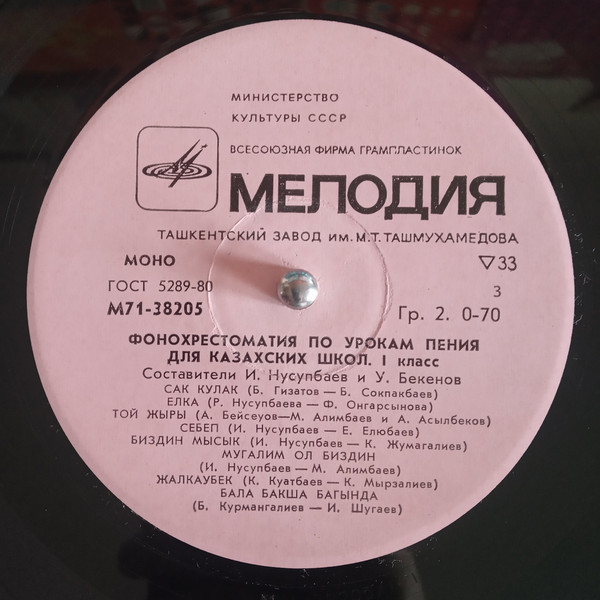 МИНИСТЕРСТВО
КУЛЬТУРЫ СССР
ВСЕСОЮЗНАЯ ФИРМА ГРАМПЛАСТИНОК
МЕЛОДИЯ
ТАШКЕНТСКИЙ ЗАВОД им. М. Т. ТАШМУХАМЕДОВА
МОНО ▽33
ГОСТ 5289-80 3
М71-38205 Гр. 2. 0-70
ФОНОХРЕСТОМАТИЯ ПО УРОКАМ ПЕНИЯ
ДЛЯ КАЗАХСКИХ ШКОЛ. I класс
Составители И. Нусупбаев и У. Бекенов
САК КУЛАК (Б. Гизатов — Б. Сокпакбаев)
ЕЛКА (Р. Нусупбаева — Ф. Онгарсынова)
ТОЙ ЖЫРЫ (А. Бейсеуов — М. Алимбаев и А. Асылбеков)
СЕБЕП (И. Нусупбаев — Е. Елюбаев)
БИЗДИН МЫСЫК (И. Нусупбаев — К. Жумагалиев)
МУГАЛИМ ОЛ БИЗДИН
(И. Нусупбаев — М. Алимбаев)
ЖАЛКАУБЕК (К. Куатбаев — К. Мырзалиев)
БАЛА БАКША БАГЫНДА
(Б. Курмангалиев — И. Шугаев)